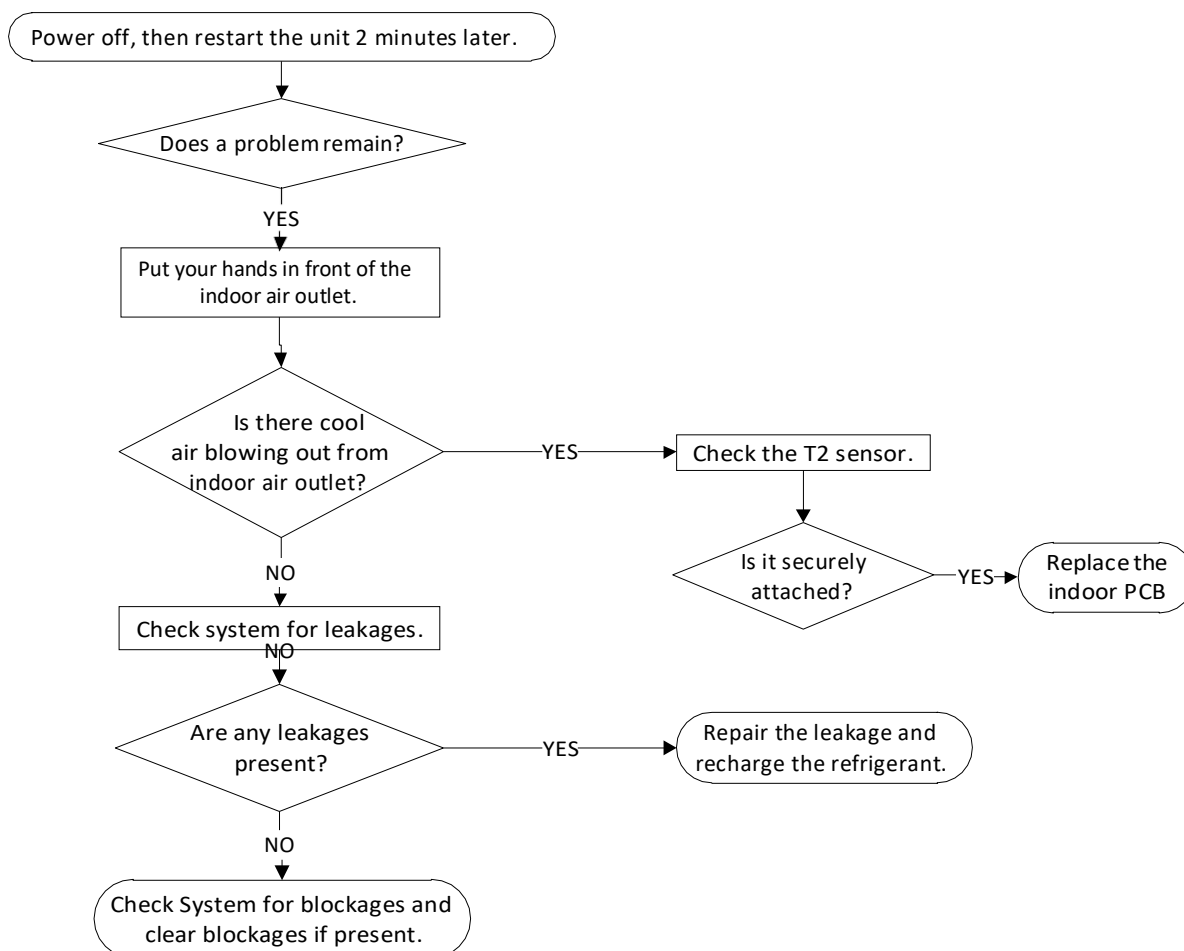 Power off, then restart the unit 2 minutes later.
Does a problem remain?
YES
Put your hands in front of the
indoor air outlet.
Is there cool
air blowing out from
indoor air outlet?
YES
Check the T2 sensor.
Is it securely
attached?
YES
Replace the
indoor PCB
NO
Check system for leakages.
NO
Are any leakages
present?
YES
Repair the leakage and
recharge the refrigerant.
NO
Check System for blockages and
clear blockages if present.